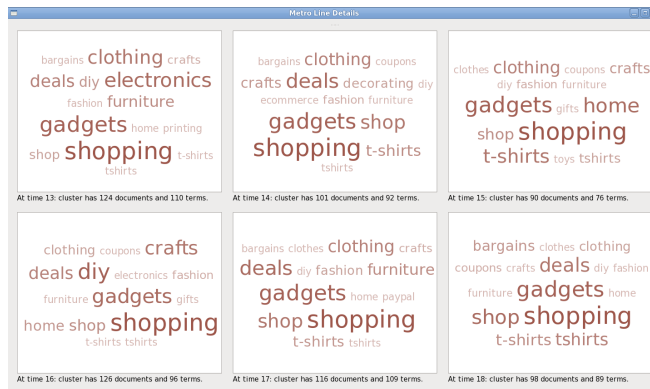 Metro Line Details
bargains clothing crafts
deals diy electronics
fashion furniture
gadgets home printing
shop shopping t-shirts
tshirts
At time 13: cluster has 124 documents and 110 terms.
bargains clothing coupons
crafts deals decorating diy
ecommerce fashion furniture
gadgets shop
shopping t-shirts
tshirts
At time 14: cluster has 101 documents and 92 terms.
clothes clothing coupons crafts
diy fashion furniture
gadgets gifts home
shop shopping
t-shirts toys tshirts
At time 15: cluster has 90 documents and 76 terms.
clothing coupons crafts
deals diy electronics fashion
furniture gadgets gifts
home shop shopping
t-shirts tshirts
At time 16: cluster has 126 documents and 96 terms.
bargains clothes clothing crafts
deals diy fashion furniture
gadgets home paypal
shop shopping
t-shirts tshirts
At time 17: cluster has 116 documents and 109 terms.
bargains clothes clothing
coupons crafts deals diy fashion
furniture gadgets home
shop shopping
t-shirts tshirts
At time 18: cluster has 98 documents and 89 terms.